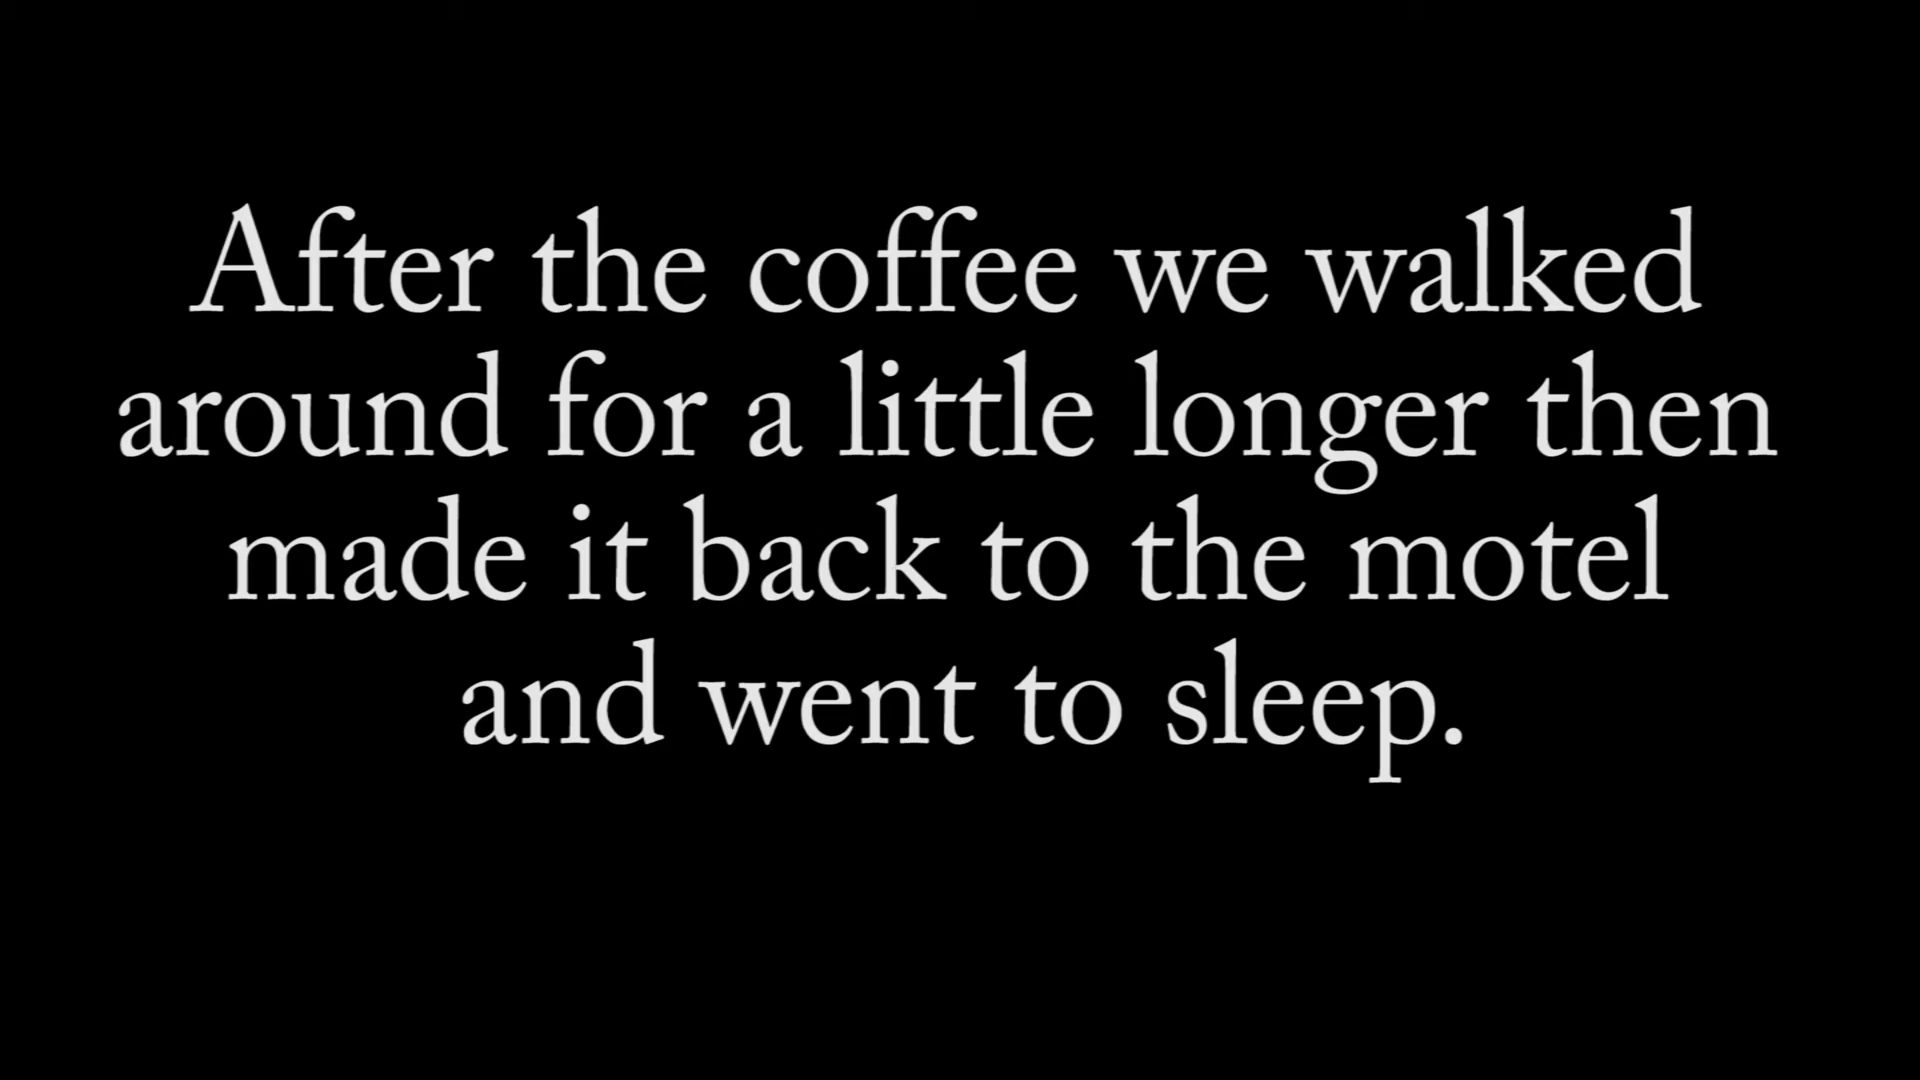 After the coffee we walked
around for a little longer then
made it back to the motel
and went to sleep.